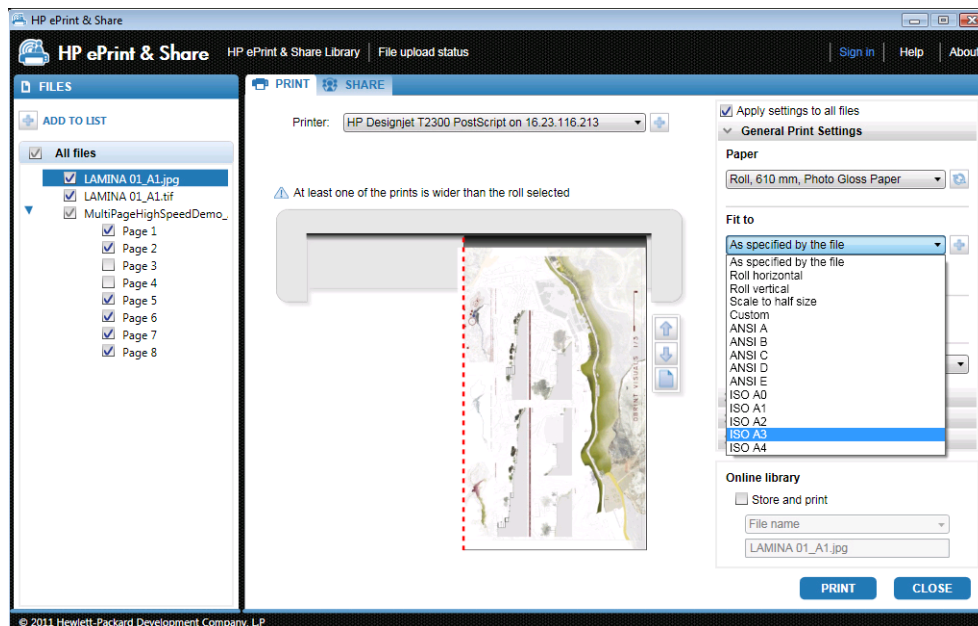 HP ePrint & Share
HP ePrint & Share
HP ePrint & Share Library
File upload status
Sign in
Help
About
FILES
ADD TO LIST
All files
LAMINA 01_A1.jpg
LAMINA 01_A1.tif
MultiPageHighSpeedDemo_
Page 1
Page 2
Page 3
Page 4
Page 5
Page 6
Page 7
Page 8
PRINT
SHARE
Printer:
HP Designjet T2300 PostScript on 16.23.116.213
At least one of the prints is wider than the roll selected
Apply settings to all files
General Print Settings
Paper
Roll, 610 mm, Photo Gloss Paper
Fit to
As specified by the file
As specified by the file
Roll horizontal
Roll vertical
Scale to half size
Custom
ANSI A
ANSI B
ANSI C
ANSI D
ANSI E
ISO A0
ISO A1
ISO A2
ISO A3
ISO A4
Online library
Store and print
File name
LAMINA 01_A1.jpg
PRINT
CLOSE
© 2011 Hewlett-Packard Development Company, L.P